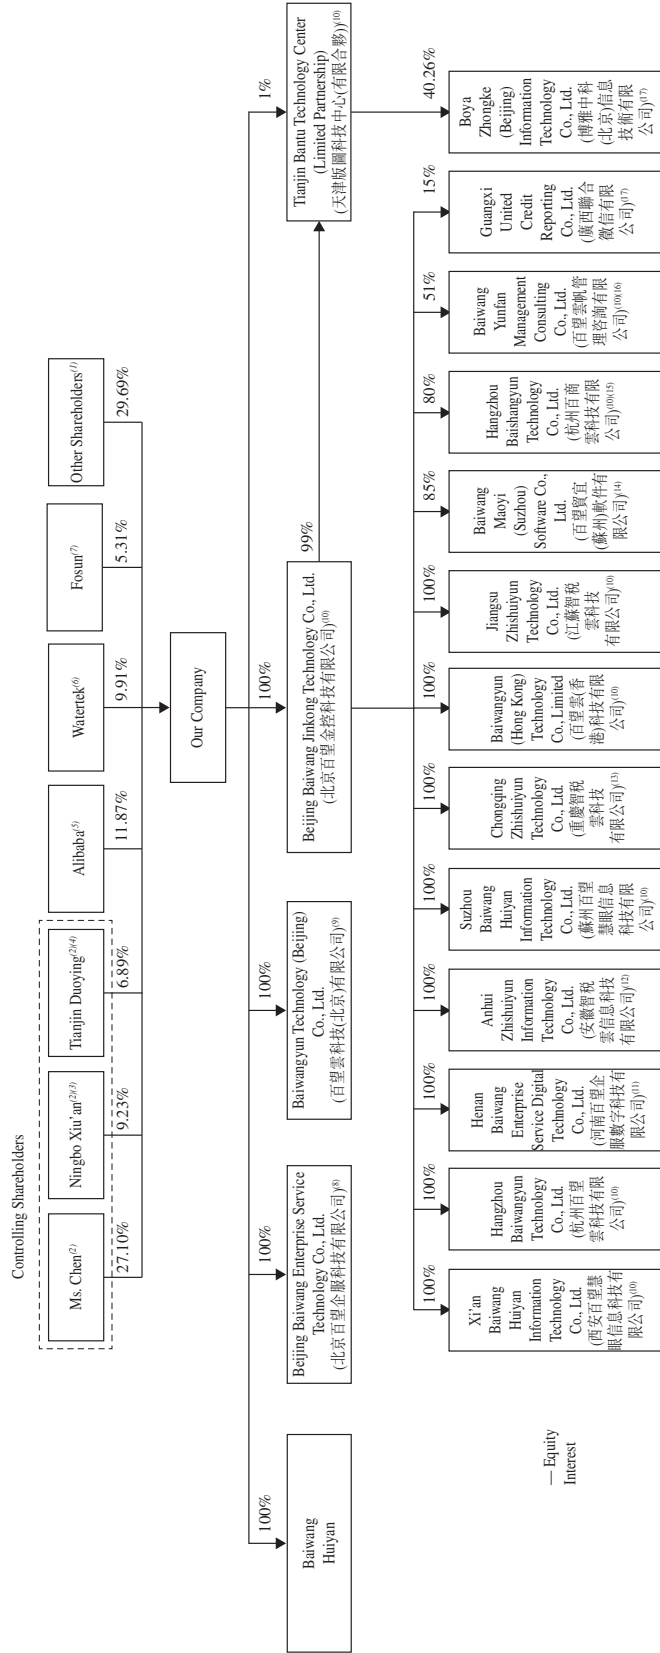 Controlling Shareholders
Ms. Chen(2)
Ningbo Xiu'an(2)(3)
Tianjin Duoying(2)(4)
Alibaba(5)
Watertek(6)
Fosun(7)
Other Shareholders(1)
27.10%
9.23%
6.89%
11.87%
9.91%
5.31%
29.69%
Our Company
100%
100%
100%
100%
1%
Baiwang
Huiyan
Beijing Baiwang Enterprise Service
Technology Co., Ltd.
(北京百望企服科技有限公司)(8)
Baiwangyun Technology (Beijing)
Co., Ltd.
(百望雲科技(北京)有限公司)(9)
Beijing Baiwang Jinkong Technology Co., Ltd.
(北京百望金控科技有限公司)(10)
99%
Tianjin Bantu Technology Center
(Limited Partnership)
(天津版圖科技中心(有限合夥))(10)
100%
100%
100%
100%
100%
100%
100%
100%
85%
80%
51%
15%
40.26%
Xi'an
Baiwang
Huiyan
Information
Technology
Co., Ltd.
(西安百望慧
眼信息科技有
限公司)(10)
Hangzhou
Baiwangyun
Technology
Co., Ltd.
(杭州百望
雲科技有限
公司)(10)
Henan
Baiwang
Enterprise
Service Digital
Technology
Co., Ltd.
(河南百望企
服數字科技有
限公司)(11)
Anhui
Zhishuiyun
Information
Technology
Co., Ltd.
(安徽智税
雲信息科技
有限公司)(12)
Suzhou
Baiwang
Huiyan
Information
Technology
Co., Ltd.
(蘇州百望
慧眼信息
科技有限
公司)(10)
Chongqing
Zhishuiyun
Technology
Co., Ltd.
(重慶智税
雲科技
有限公司)(13)
Baiwangyun
(Hong Kong)
Technology
Co., Limited
(百望雲(香
港)科技有限
公司)(10)
Jiangsu
Zhishuiyun
Technology
Co., Ltd.
(江蘇智税
雲科技
有限公司)(10)
Baiwang
Maoyi
(Suzhou)
Software Co.,
Ltd.
(百望貿宜
(蘇州)軟件有
限公司)(14)
Hangzhou
Baishangyun
Technology
Co., Ltd.
(杭州百商
雲科技有限
公司)(10)(15)
Baiwang
Yunfan
Management
Consulting
Co., Ltd.
(百望雲帆管
理咨詢有限
公司)(10)(16)
Guangxi
United
Credit
Reporting
Co., Ltd.
(廣西聯合
徵信有限
公司)(17)
Boya
Zhongke
(Beijing)
Information
Technology
Co., Ltd.
(博雅中科
(北京)信息
技術有限
公司)(17)
— Equity
Interest